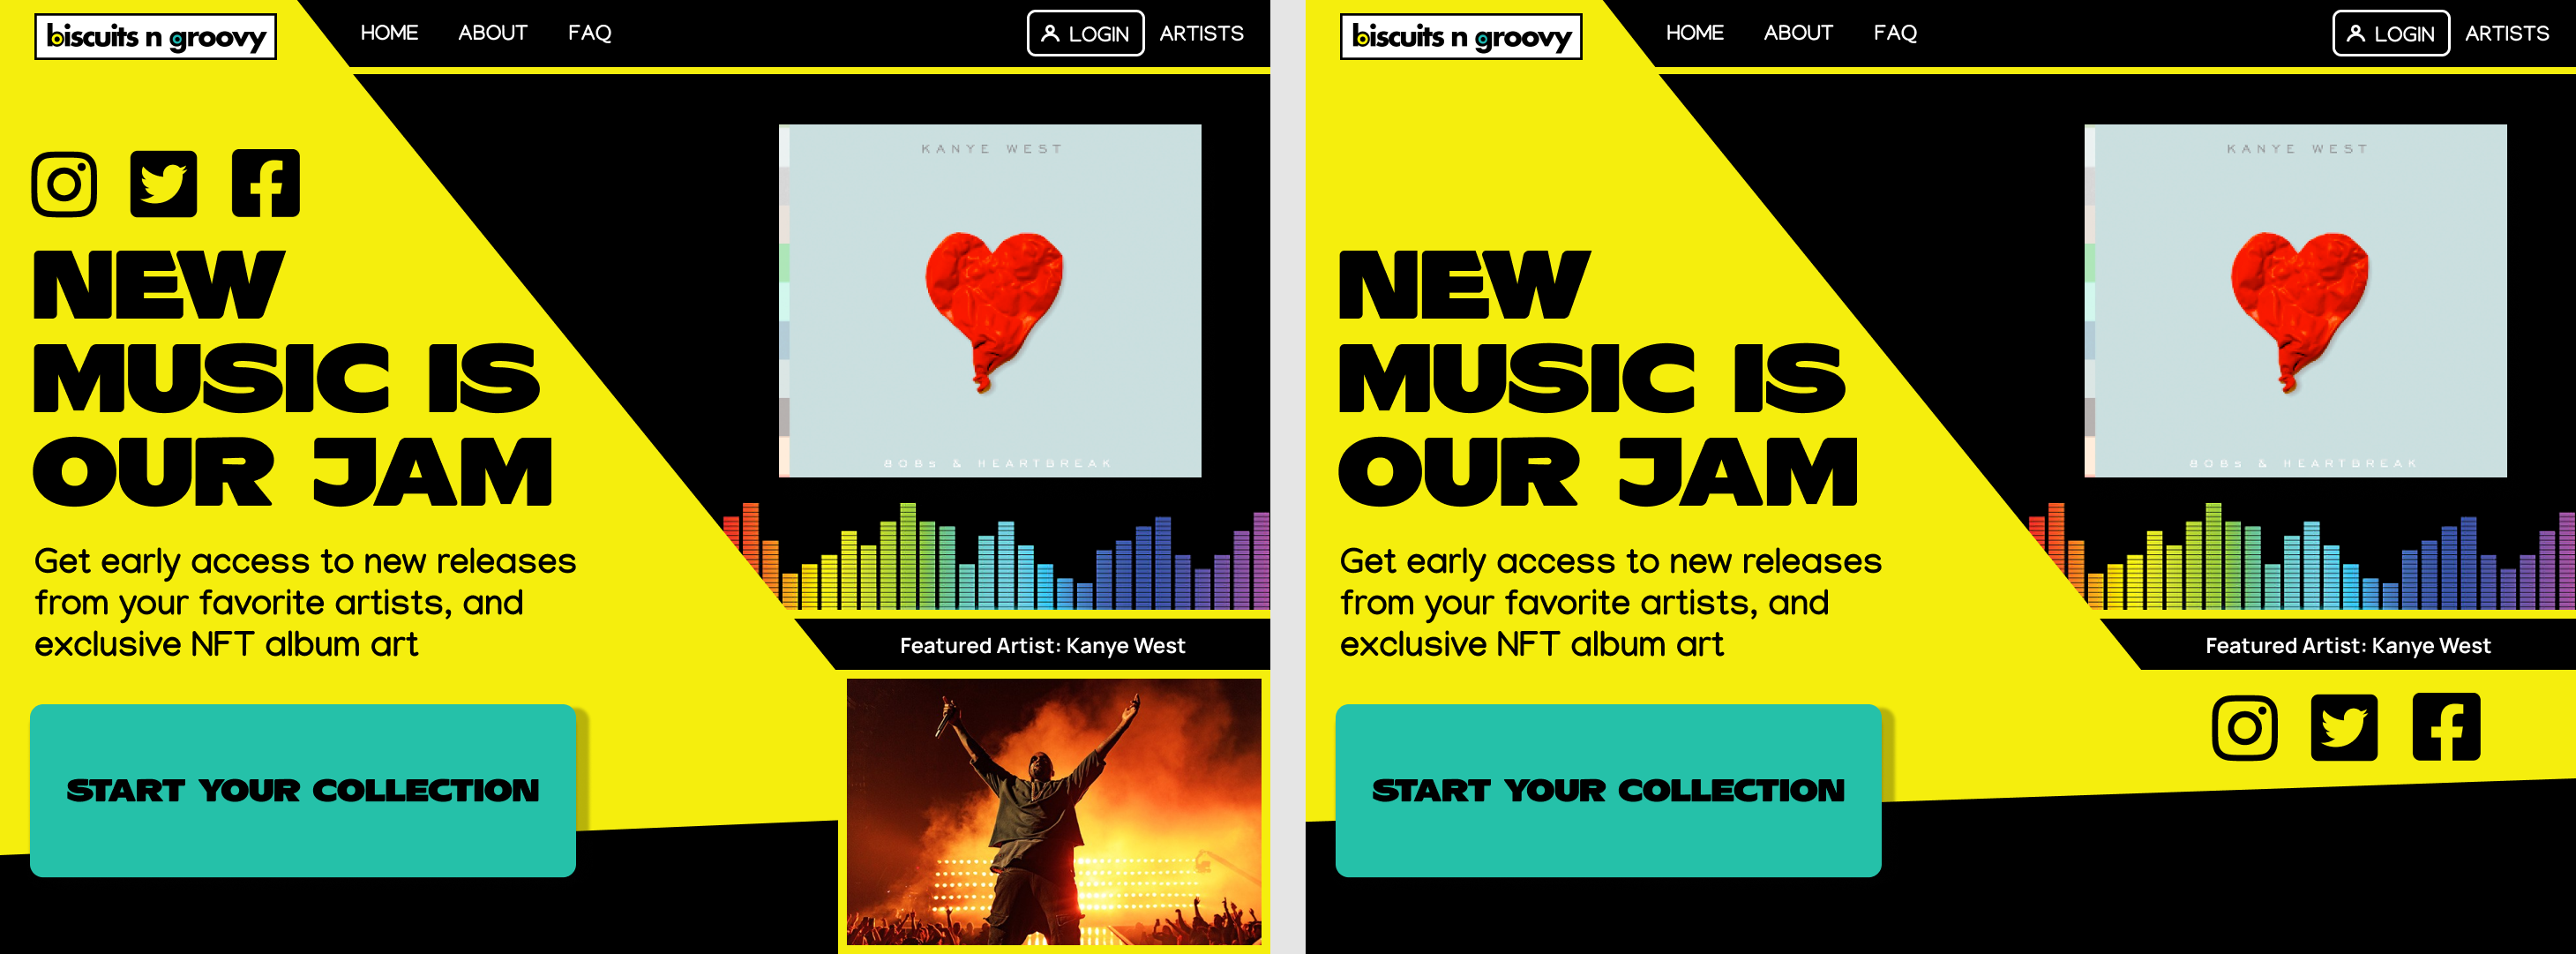 biscuits n groovy
HOME ABOUT FAQ
LOGIN ARTISTS
KANYE WEST
808s & HEARTBREAK
NEW
MUSIC IS
OUR JAM
Get early access to new releases
from your favorite artists, and
exclusive NFT album art
Featured Artist: Kanye West
START YOUR COLLECTION
biscuits n groovy
HOME ABOUT FAQ
LOGIN ARTISTS
KANYE WEST
808s & HEARTBREAK
NEW
MUSIC IS
OUR JAM
Get early access to new releases
from your favorite artists, and
exclusive NFT album art
Featured Artist: Kanye West
START YOUR COLLECTION